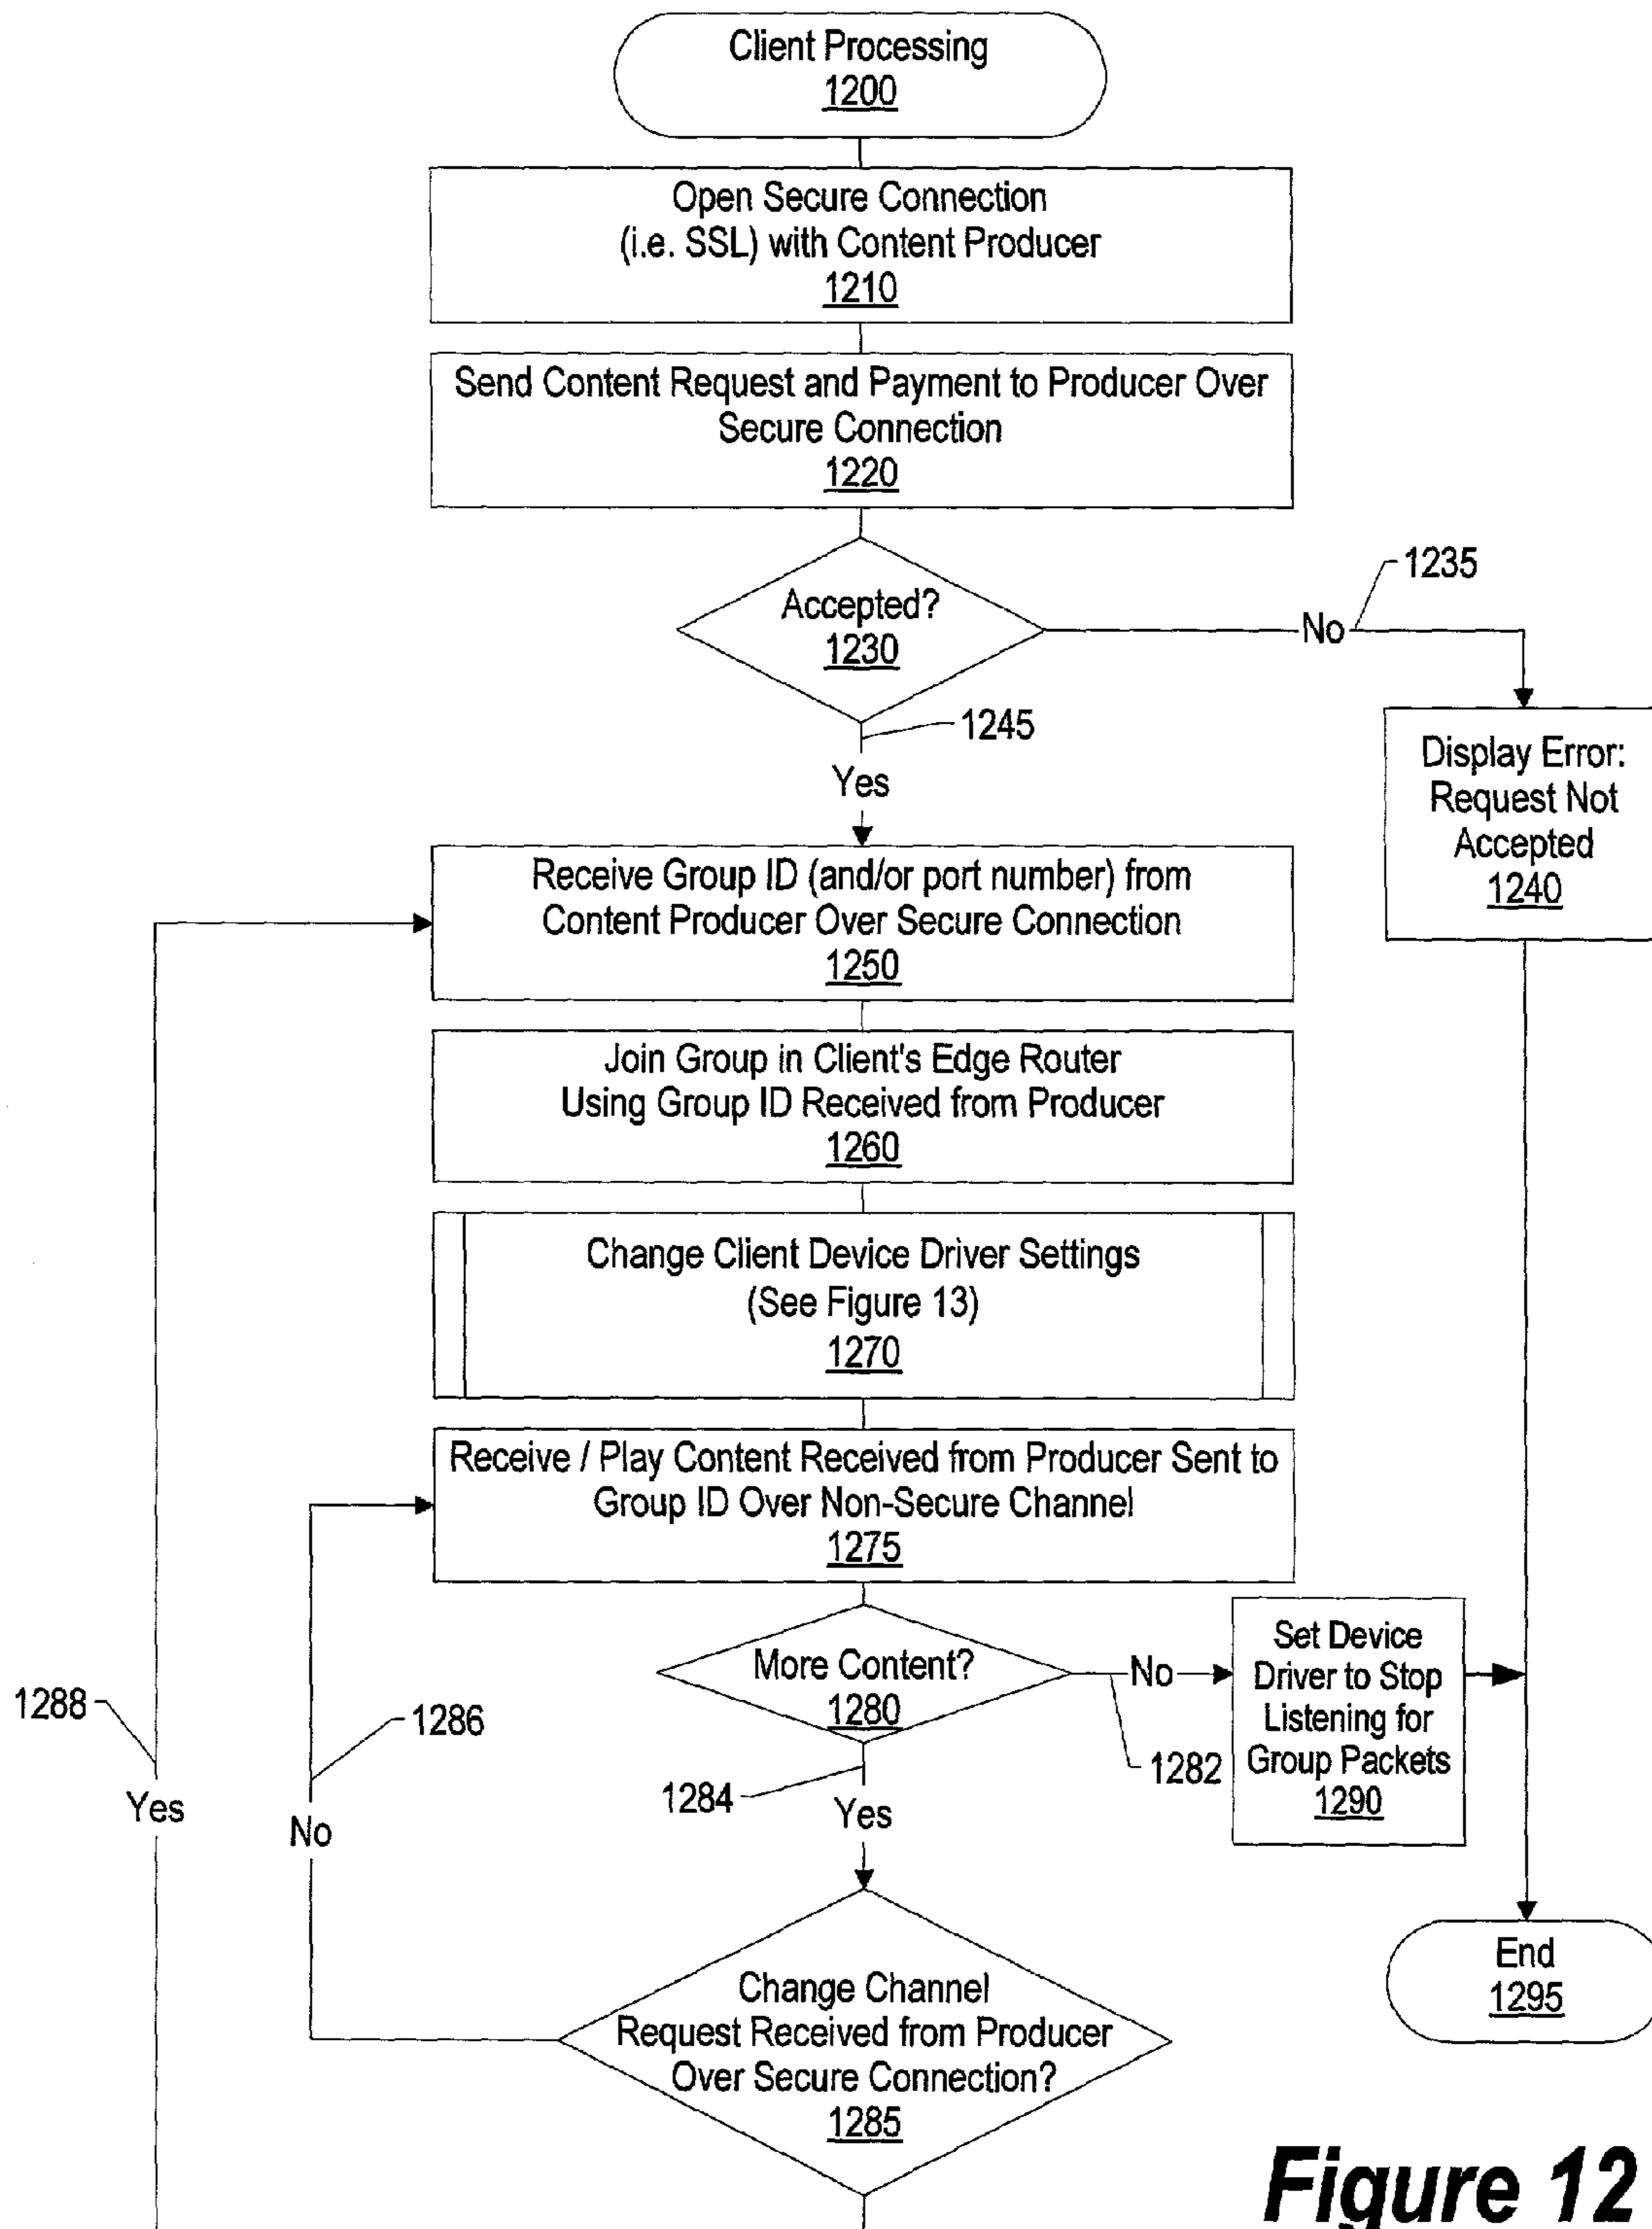 Client Processing
1200
Open Secure Connection
(i.e. SSL) with Content Producer
1210
Send Content Request and Payment to Producer Over
Secure Connection
1220
Accepted?
1230
No
1235
1245
Yes
Display Error:
Request Not
Accepted
1240
Receive Group ID (and/or port number) from
Content Producer Over Secure Connection
1250
Join Group in Client's Edge Router
Using Group ID Received from Producer
1260
Change Client Device Driver Settings
(See Figure 13)
1270
Receive / Play Content Received from Producer Sent to
Group ID Over Non-Secure Channel
1275
More Content?
1280
No
1282
Set Device
Driver to Stop
Listening for
Group Packets
1290
1288
Yes
1286
No
1284
Yes
Change Channel
Request Received from Producer
Over Secure Connection?
1285
End
1295
Figure 12